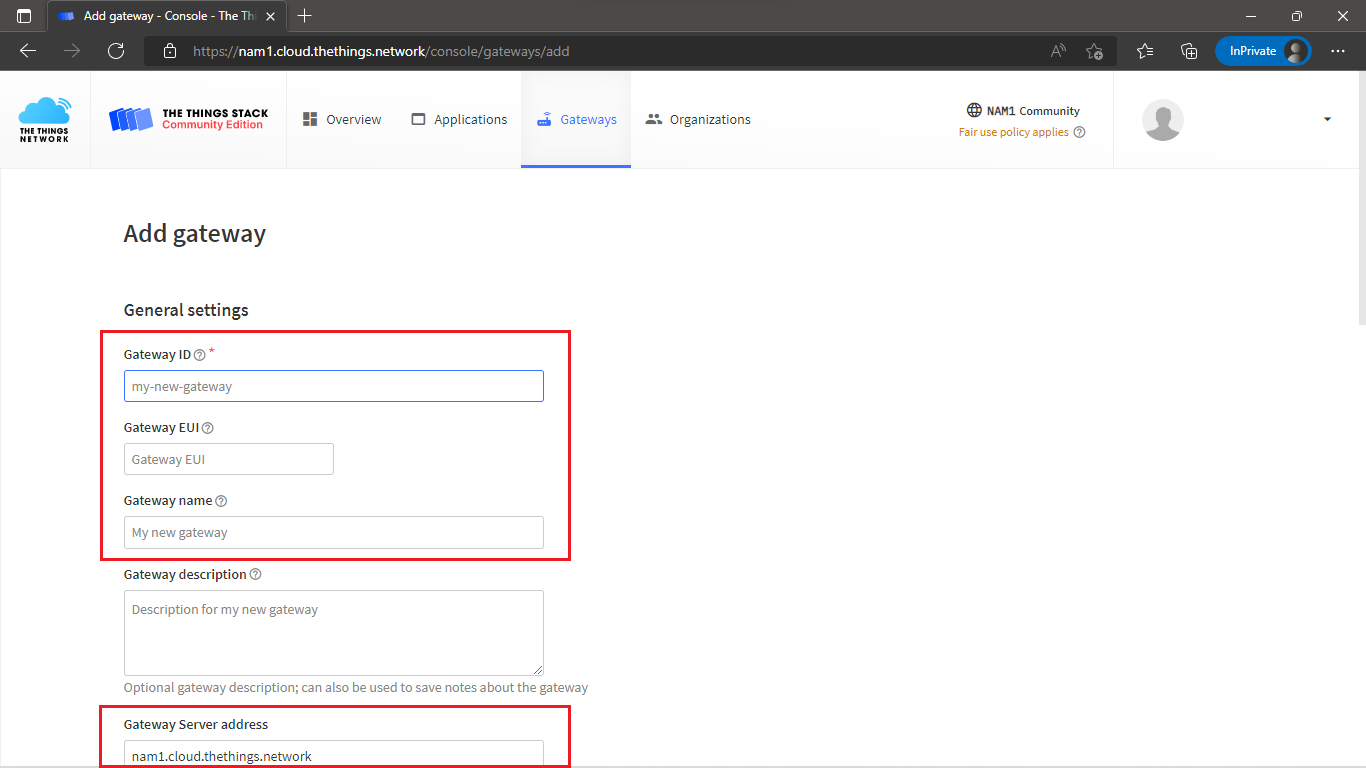 Add gateway - Console - The Thi
https://nam1.cloud.thethings.network/console/gateways/add
InPrivate
THE THINGS
NETWORK
THE THINGS STACK
Community Edition
Overview
Applications
Gateways
Organizations
NAM1 Community
Fair use policy applies
Add gateway
General settings
Gateway ID *
my-new-gateway
Gateway EUI
Gateway EUI
Gateway name
My new gateway
Gateway description
Description for my new gateway
Optional gateway description; can also be used to save notes about the gateway
Gateway Server address
nam1.cloud.thethings.network